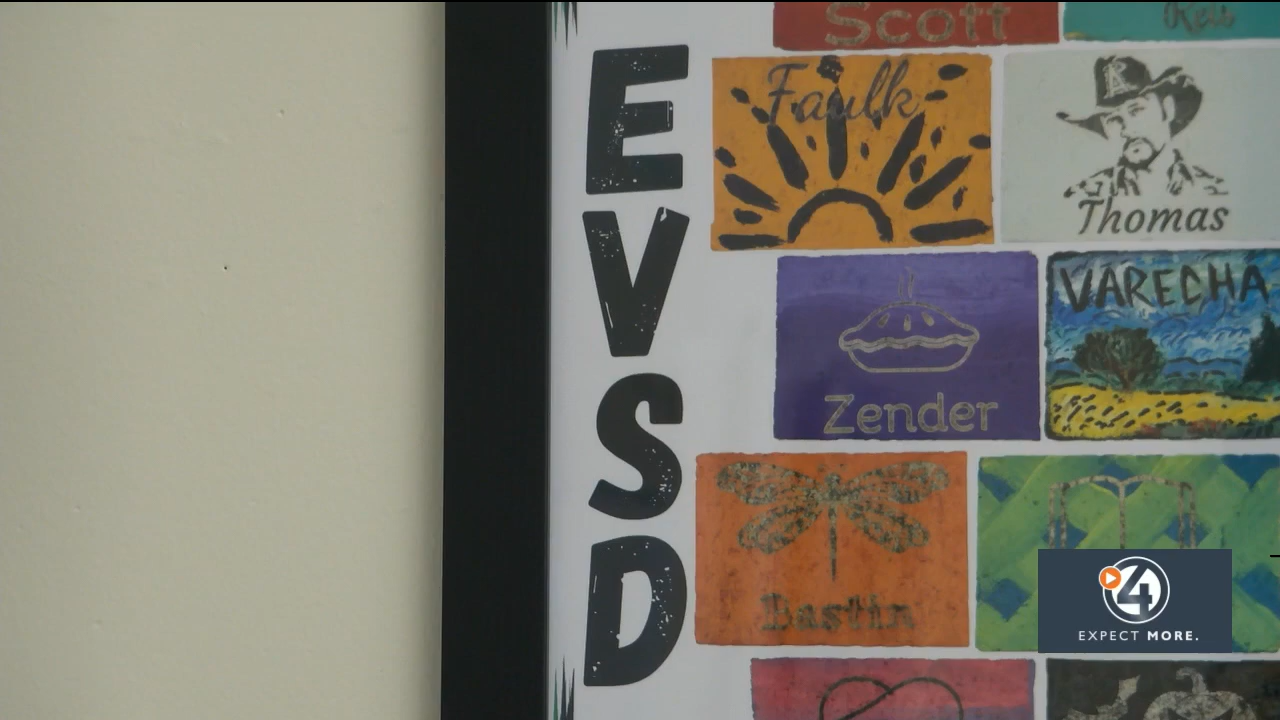 EVSD
Scott
Faulk
Thomas
Zender
VARECHA
Bastin
4
EXPECT MORE.